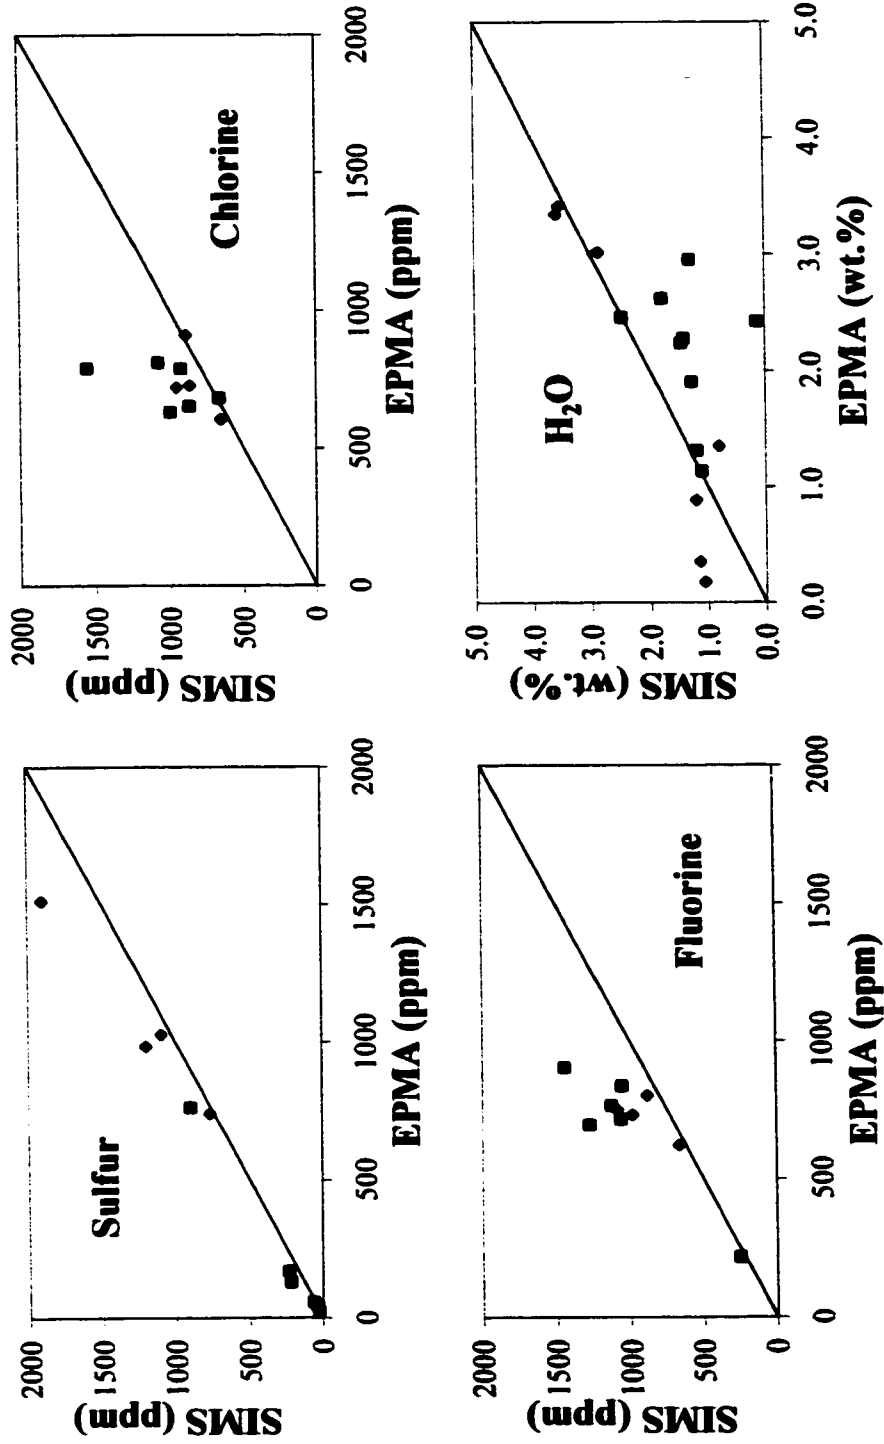 Sulfur
SIMS (ppm)
2000
1500
1000
500
0
0 500 1000 1500 2000
EPMA (ppm)
Chlorine
SIMS (ppm)
2000
1500
1000
500
0
0 500 1000 1500 2000
EPMA (ppm)
Fluorine
SIMS (ppm)
2000
1500
1000
500
0
0 500 1000 1500 2000
EPMA (ppm)
H₂O
SIMS (wt.%)
5.0
4.0
3.0
2.0
1.0
0.0
0.0 1.0 2.0 3.0 4.0 5.0
EPMA (wt.%)